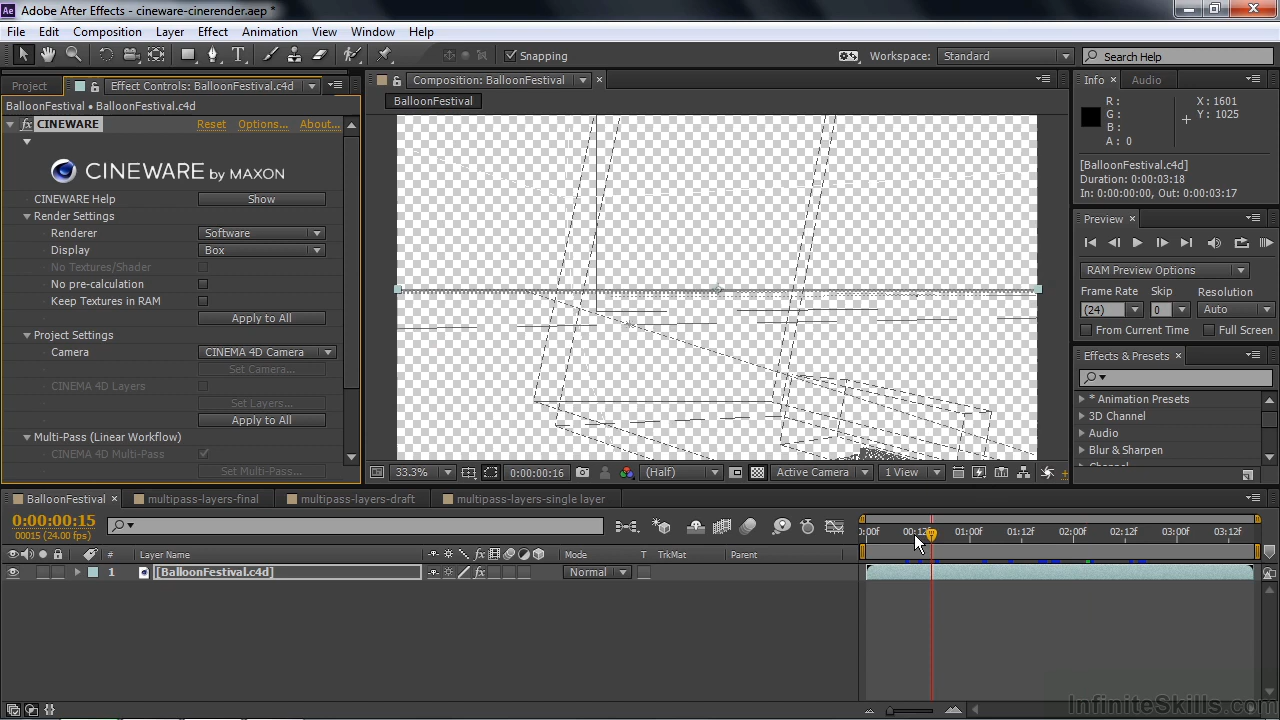 Ae Adobe After Effects - cineware-cinerender.aep *
File Edit Composition Layer Effect Animation View Window Help
T Snapping Workspace: Standard Search Help
Project Effect Controls: BalloonFestival.c4d Composition: BalloonFestival Info Audio
BalloonFestival • BalloonFestival.c4d BalloonFestival
R : X : 1601
G : Y : 1025
B :
A : 0
fx CINEWARE Reset Options... About...
CINEWARE by MAXON
[BalloonFestival.c4d]
Duration: 0:00:03:18
In: 0:00:00:00, Out: 0:00:03:17
CINEWARE Help Show
Render Settings
Renderer Software
Display Box
No Textures/Shader
No pre-calculation
Keep Textures in RAM
Apply to All
Project Settings
Camera CINEMA 4D Camera
Set Camera...
CINEMA 4D Layers
Set Layers...
Apply to All
Multi-Pass (Linear Workflow)
CINEMA 4D Multi-Pass
Set Multi-Pass...
Preview
RAM Preview Options
Frame Rate Skip Resolution
(24) 0 Auto
From Current Time Full Screen
Effects & Presets
* Animation Presets
3D Channel
Audio
Blur & Sharpen
Channel
33.3% 0:00:00:16 (Half) Active Camera 1 View
BalloonFestival multipass-layers-final multipass-layers-draft multipass-layers-single layer
0:00:00:15
00015 (24.00 fps)
0:00f 00:12f 01:00f 01:12f 02:00f 02:12f 03:00f 03:12f
# Layer Name fx Mode T TrkMat Parent
1 [BalloonFestival.c4d] fx Normal
InfiniteSkills.com